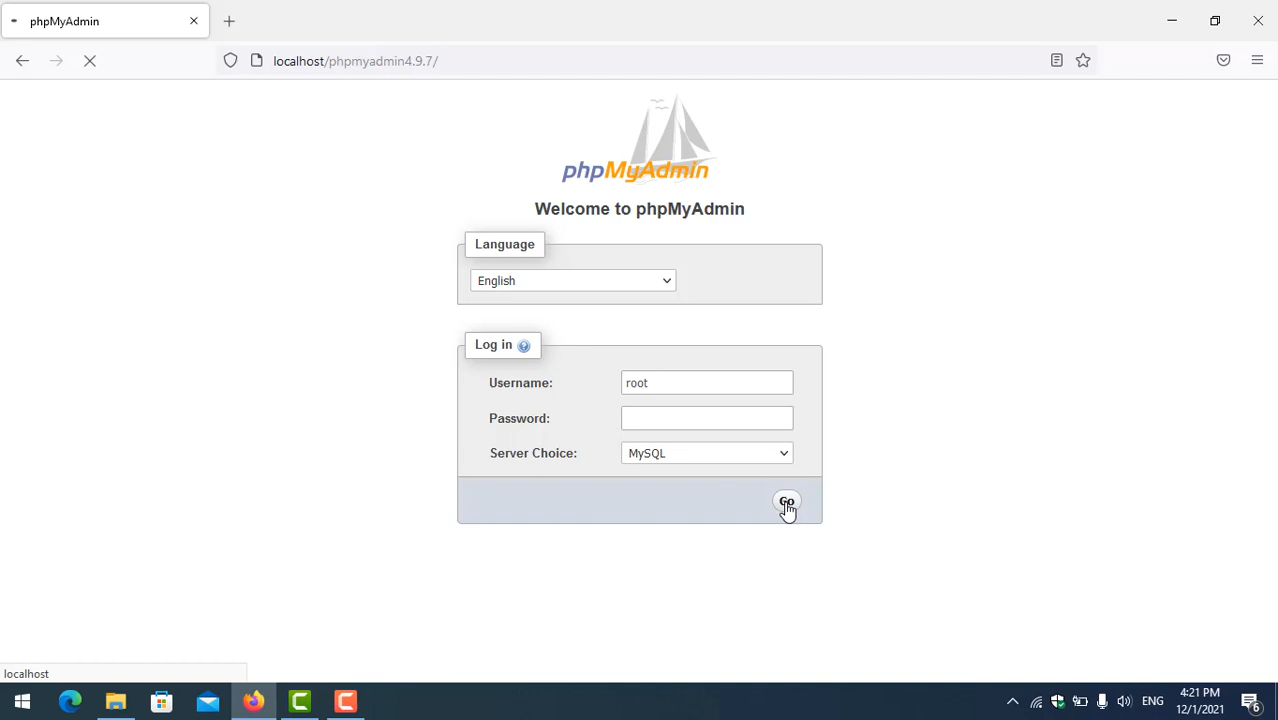 phpMyAdmin
localhost/phpmyadmin4.9.7/
phpMyAdmin
Welcome to phpMyAdmin
Language
English
Log in
Username:
root
Password:
Server Choice:
MySQL
Go
localhost
ENG
4:21 PM
12/1/2021
6